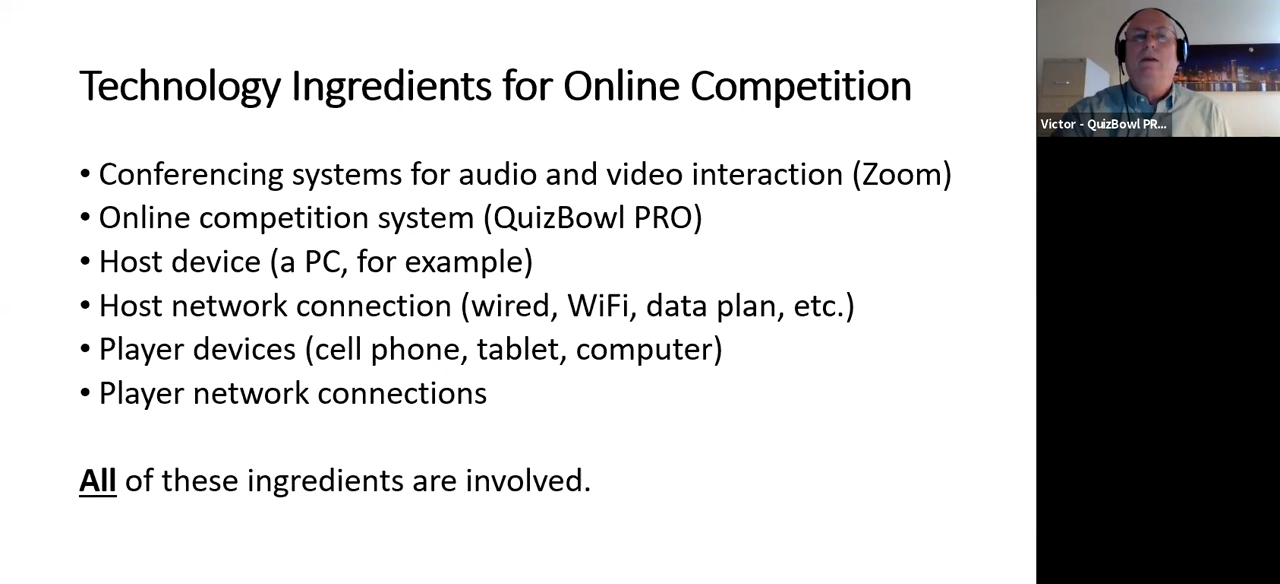 Technology Ingredients for Online Competition
• Conferencing systems for audio and video interaction (Zoom)
• Online competition system (QuizBowl PRO)
• Host device (a PC, for example)
• Host network connection (wired, WiFi, data plan, etc.)
• Player devices (cell phone, tablet, computer)
• Player network connections
All of these ingredients are involved.
Victor - QuizBowl PR...